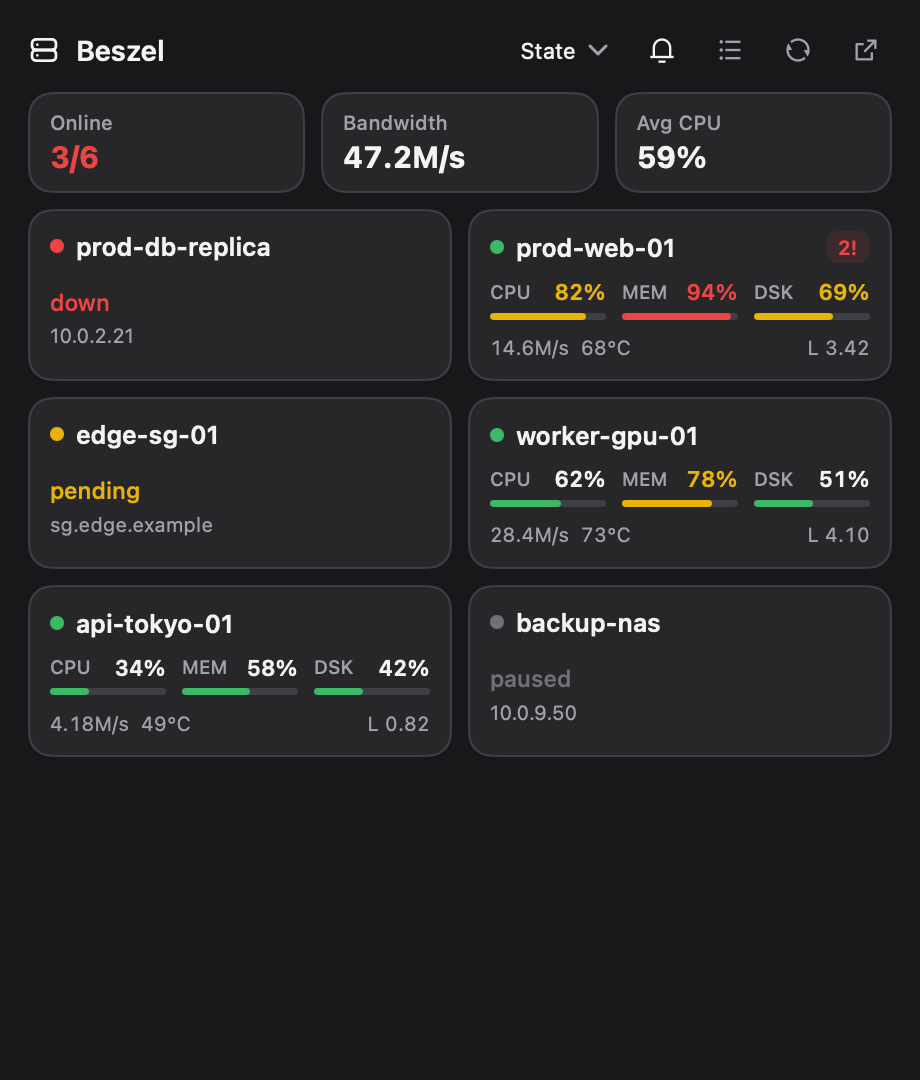 Beszel
State
Online
3/6
Bandwidth
47.2M/s
Avg CPU
59%
prod-db-replica
down
10.0.2.21
prod-web-01 2!
CPU 82% MEM 94% DSK 69%
14.6M/s 68°C L 3.42
edge-sg-01
pending
sg.edge.example
worker-gpu-01
CPU 62% MEM 78% DSK 51%
28.4M/s 73°C L 4.10
api-tokyo-01
CPU 34% MEM 58% DSK 42%
4.18M/s 49°C L 0.82
backup-nas
paused
10.0.9.50